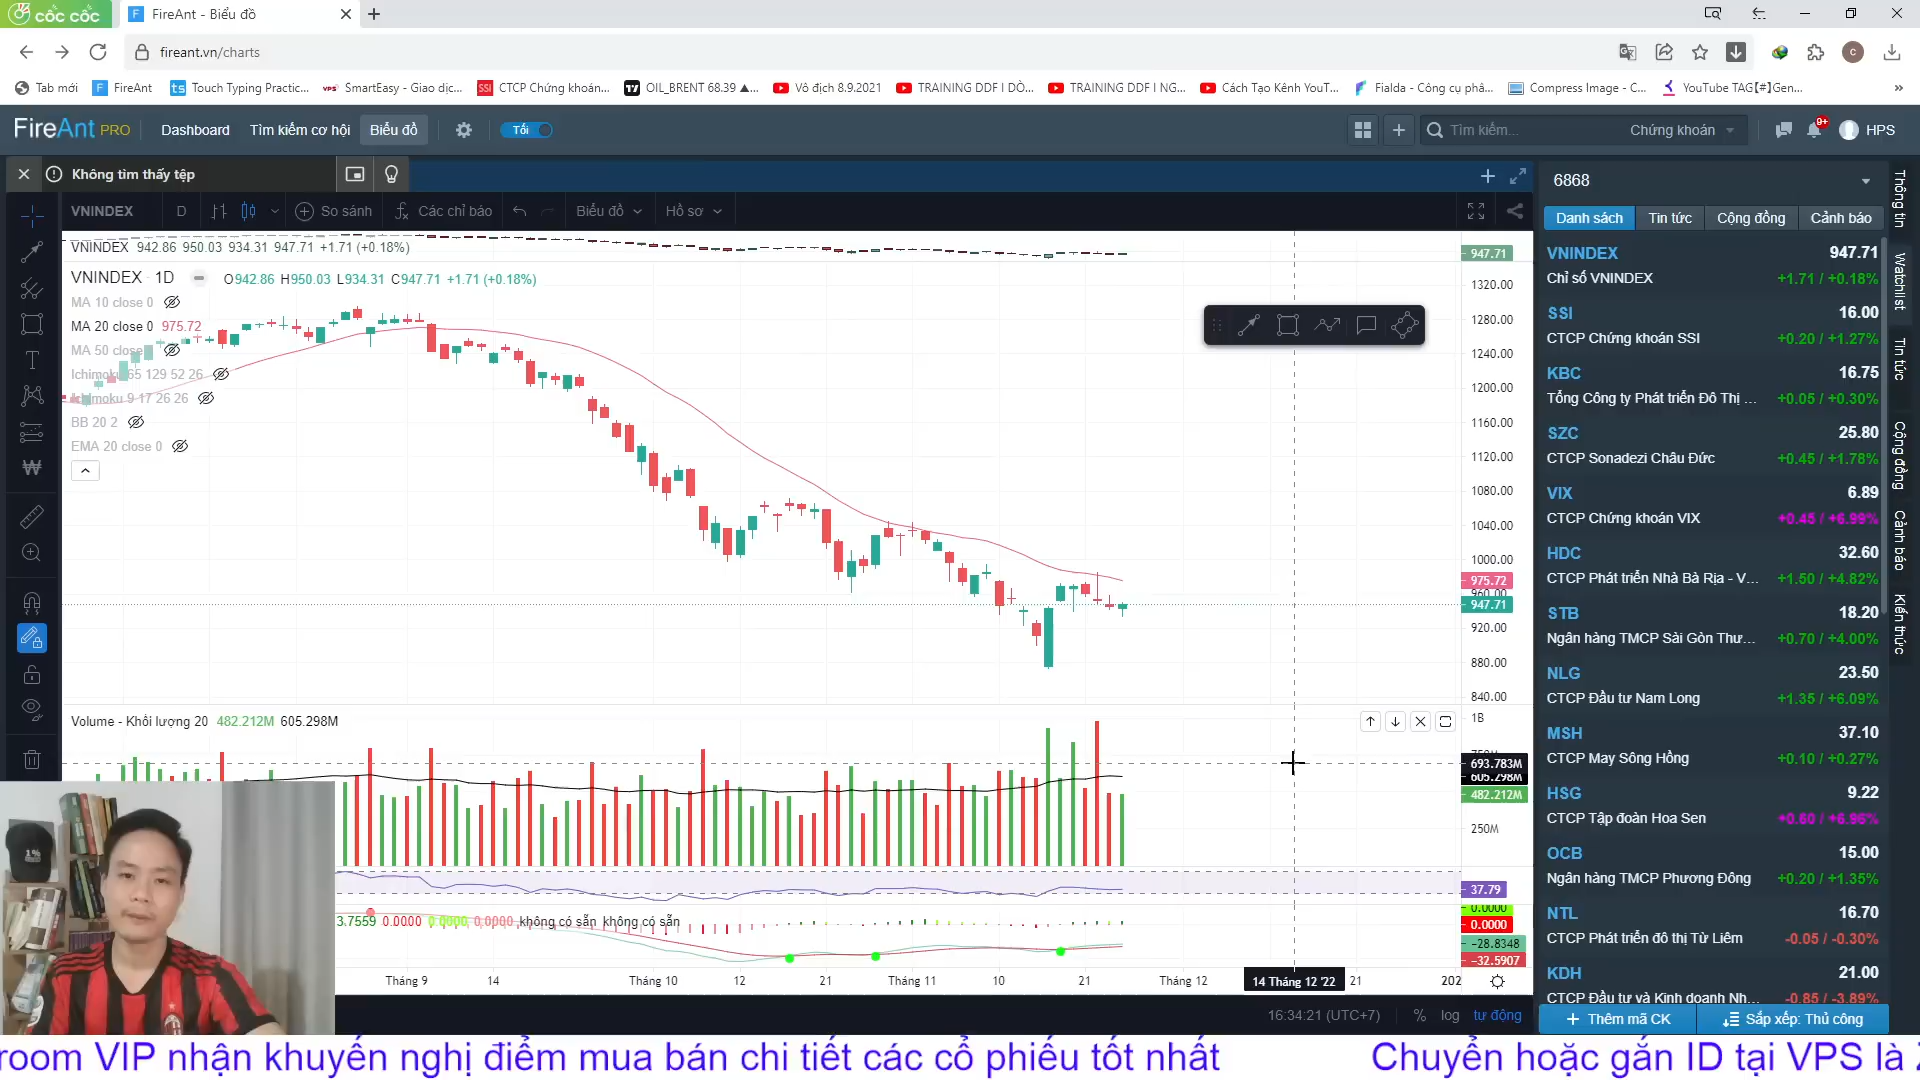 cốc cốc
FireAnt - Biểu đồ
fireant.vn/charts
C
Tab mới
FireAnt
Touch Typing Practic...
SmartEasy - Giao dịc...
CTCP Chứng khoán...
OIL_BRENT 68.39 ▲...
Vô địch 8.9.2021
TRAINING DDF I DÒ...
TRAINING DDF I NG...
Cách Tạo Kênh YouT...
Fialda - Công cụ phâ...
Compress Image - C...
YouTube TAG【#】Gen...
FireAnt PRO
Dashboard
Tìm kiếm cơ hội
Biểu đồ
Tối
Tìm kiếm...
Chứng khoán
9+
HPS
Không tìm thấy tệp
VNINDEX
D
So sánh
Các chỉ báo
Biểu đồ
Hồ sơ
VNINDEX 942.86 950.03 934.31 947.71 +1.71 (+0.18%)
VNINDEX · 1D
O942.86 H950.03 L934.31 C947.71 +1.71 (+0.18%)
MA 10 close 0
MA 20 close 0 975.72
MA 50 close 0
Ichimoku 65 129 52 26
Ichimoku 9 17 26 26
BB 20 2
EMA 20 close 0
947.71
1320.00
1280.00
1240.00
1200.00
1160.00
1120.00
1080.00
1040.00
1000.00
975.72
960.00
947.71
920.00
880.00
840.00
Volume - Khối lượng 20 482.212M 605.298M
1B
750M
693.783M
605.298M
482.212M
250M
37.79
3.7559 0.0000 0.0000 0.0000 không có sẵn không có sẵn
0.0000
0.0000
-28.8348
-32.5907
Tháng 9
14
Tháng 10
12
21
Tháng 11
10
21
Tháng 12
14 Tháng 12 '22
21
202
16:34:21 (UTC+7)
%
log
tự động
6868
Danh sách
Tin tức
Cộng đồng
Cảnh báo
VNINDEX 947.71
Chỉ số VNINDEX +1.71 / +0.18%
SSI 16.00
CTCP Chứng khoán SSI +0.20 / +1.27%
KBC 16.75
Tổng Công ty Phát triển Đô Thị ... +0.05 / +0.30%
SZC 25.80
CTCP Sonadezi Châu Đức +0.45 / +1.78%
VIX 6.89
CTCP Chứng khoán VIX +0.45 / +6.99%
HDC 32.60
CTCP Phát triển Nhà Bà Rịa - V... +1.50 / +4.82%
STB 18.20
Ngân hàng TMCP Sài Gòn Thư... +0.70 / +4.00%
NLG 23.50
CTCP Đầu tư Nam Long +1.35 / +6.09%
MSH 37.10
CTCP May Sông Hồng +0.10 / +0.27%
HSG 9.22
CTCP Tập đoàn Hoa Sen +0.60 / +6.96%
OCB 15.00
Ngân hàng TMCP Phương Đông +0.20 / +1.35%
NTL 16.70
CTCP Phát triển đô thị Từ Liêm -0.05 / -0.30%
KDH 21.00
CTCP Đầu tư và Kinh doanh Nh... -0.85 / -3.89%
Thêm mã CK
Sắp xếp: Thủ công
Thông tin
Watchlist
Tin tức
Cộng đồng
Cảnh báo
Kiến thức
1%
room VIP nhận khuyến nghị điểm mua bán chi tiết các cổ phiếu tốt nhất
Chuyển hoặc gắn ID tại VPS là